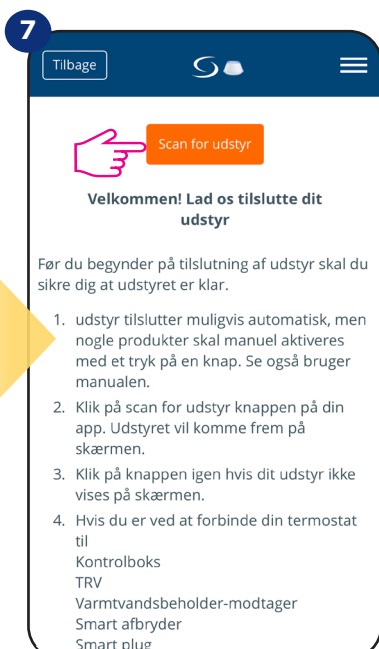 7
Tilbage
Scan for udstyr
Velkommen! Lad os tilslutte dit
udstyr
Før du begynder på tilslutning af udstyr skal du
sikre dig at udstyret er klar.
1. udstyr tilslutter muligvis automatisk, men
nogle produkter skal manuel aktiveres
med et tryk på en knap. Se også bruger
manualen.
2. Klik på scan for udstyr knappen på din
app. Udstyret vil komme frem på
skærmen.
3. Klik på knappen igen hvis dit udstyr ikke
vises på skærmen.
4. Hvis du er ved at forbinde din termostat
til
Kontrolboks
TRV
Varmtvandsbeholder-modtager
Smart afbryder
Smart plug